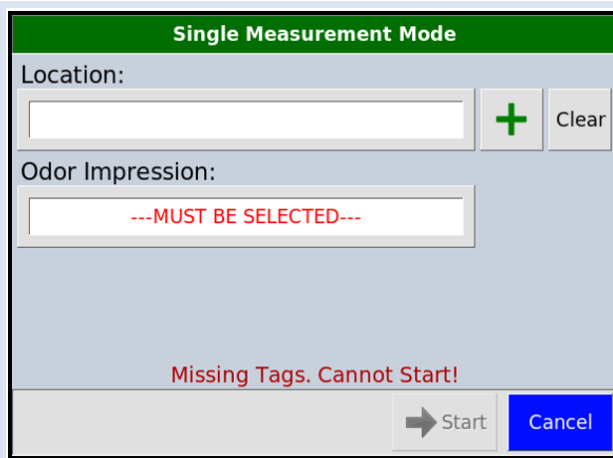 Single Measurement Mode
Location:
Clear
Odor Impression:
---MUST BE SELECTED---
Missing Tags. Cannot Start!
Start
Cancel